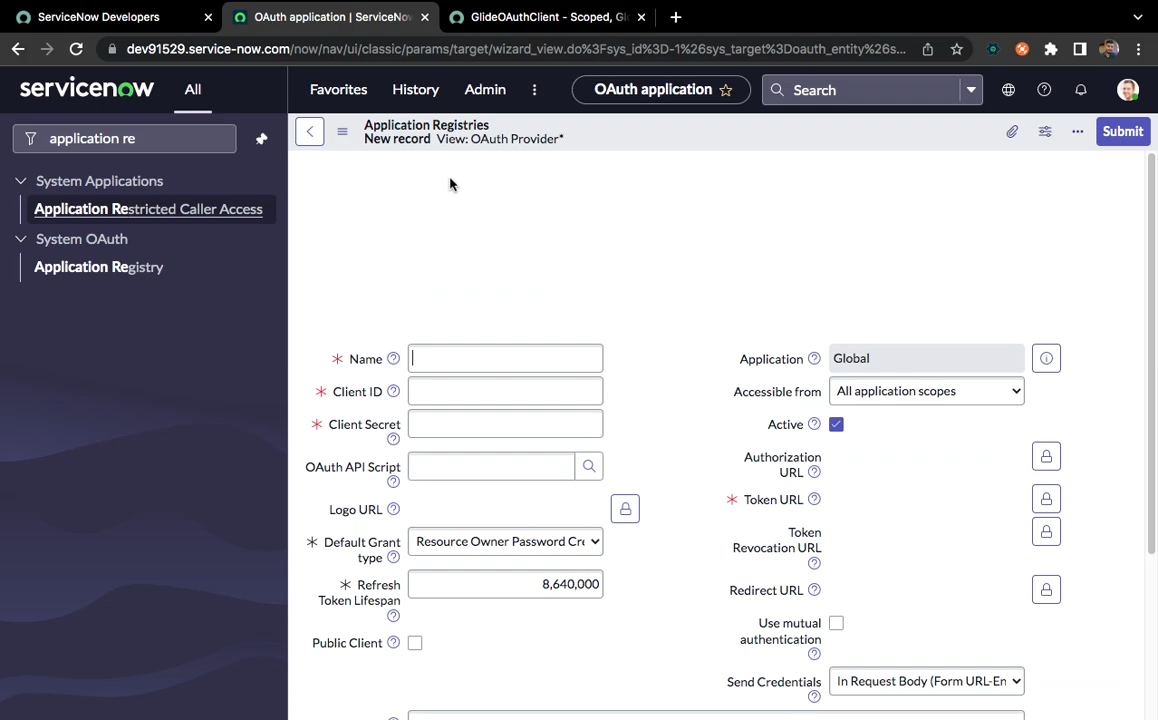 ServiceNow Developers
OAuth application | ServiceNo
GlideOAuthClient - Scoped, Gl
dev91529.service-now.com/now/nav/ui/classic/params/target/wizard_view.do%3Fsys_id%3D-1%26sys_target%3Doauth_entity%26s...
servicenow
All
Favorites
History
Admin
OAuth application
Search
application re
System Applications
Application Restricted Caller Access
System OAuth
Application Registry
Application Registries
New record View: OAuth Provider*
Submit
Name
Client ID
Client Secret
OAuth API Script
Logo URL
Default Grant
type
Resource Owner Password Cre
Refresh
Token Lifespan
8,640,000
Public Client
Application
Global
Accessible from
All application scopes
Active
Authorization
URL
Token URL
Token
Revocation URL
Redirect URL
Use mutual
authentication
Send Credentials
In Request Body (Form URL-En